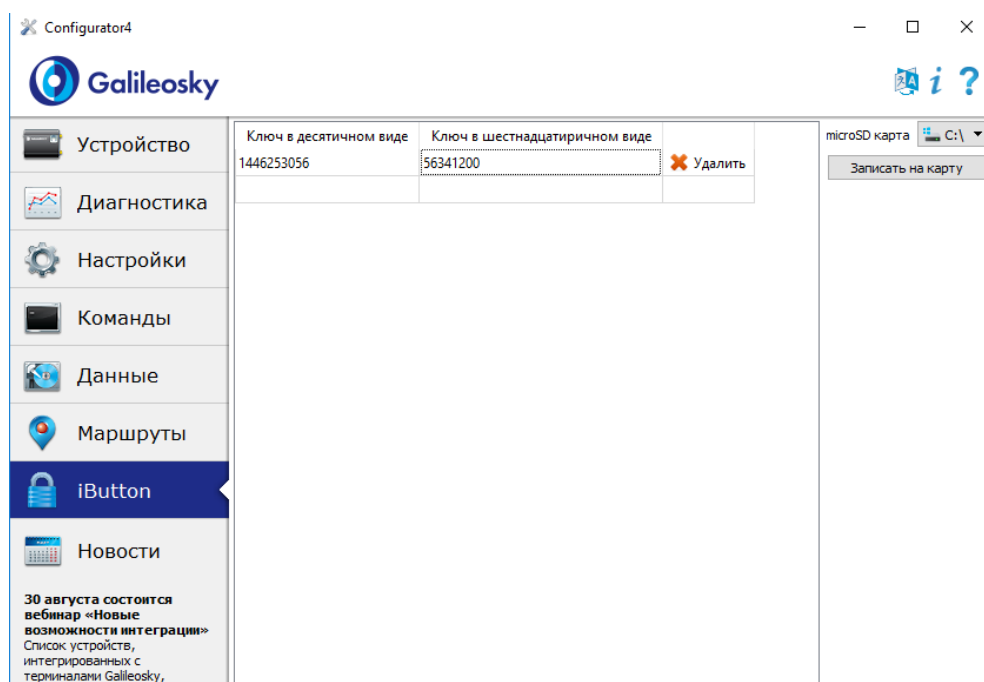 Configurator4
Galileosky
Устройство
Диагностика
Настройки
Команды
Данные
Маршруты
iButton
Новости
30 августа состоится
вебинар «Новые
возможности интеграции»
Список устройств,
интегрированных с
терминалами Galileosky,
Ключ в десятичном виде Ключ в шестнадцатиричном виде
1446253056 56341200 Удалить
microSD карта C:\
Записать на карту